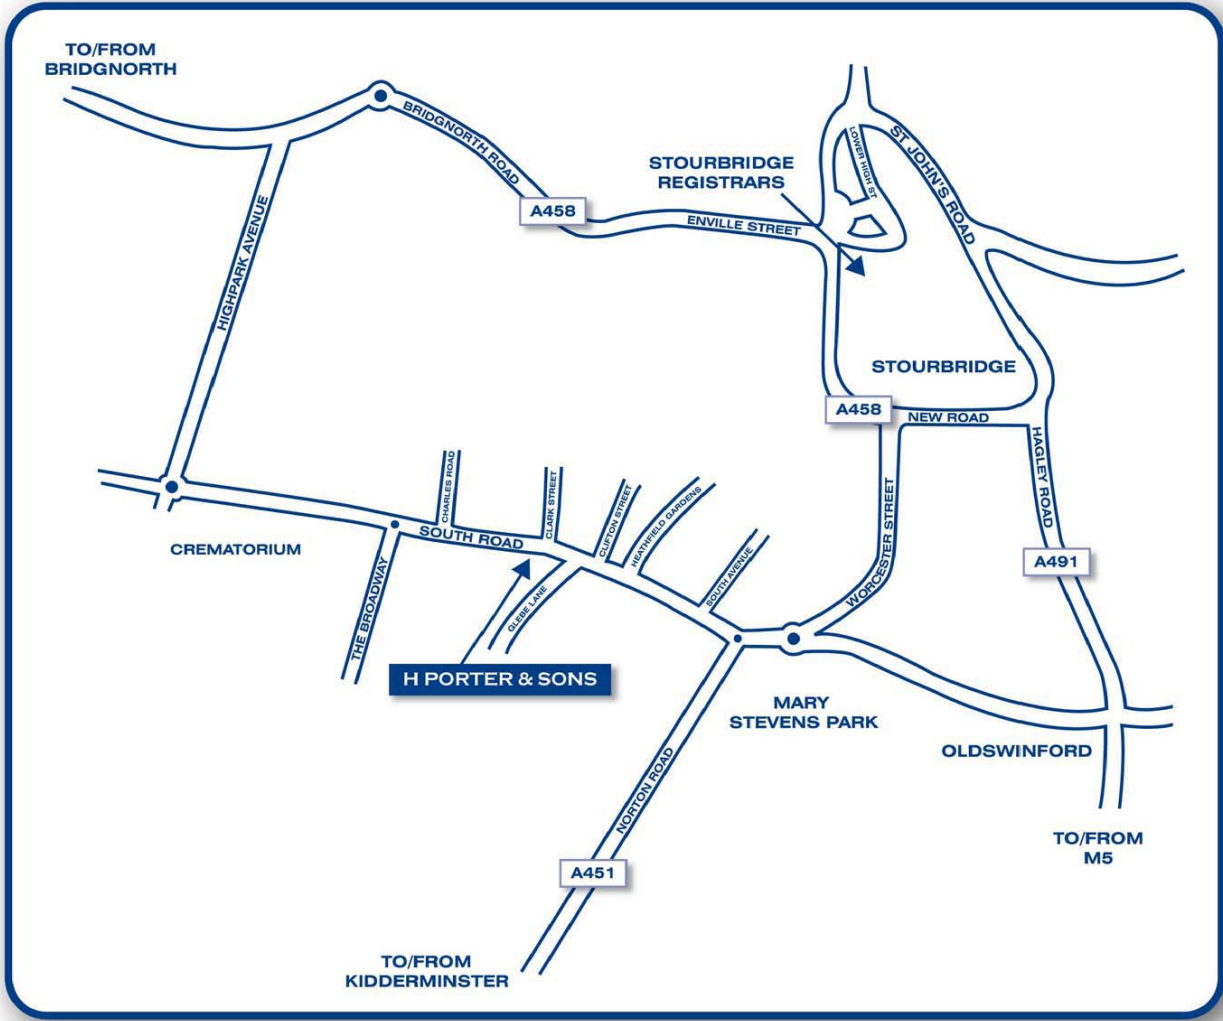 TO/FROM
BRIDGNORTH
BRIDGNORTH ROAD
A458
STOURBRIDGE
REGISTRARS
LOWER HIGH ST
ST JOHN'S ROAD
ENVILLE STREET
HIGHPARK AVENUE
STOURBRIDGE
A458
NEW ROAD
HAGLEY ROAD
CHARLES ROAD
CLARK STREET
CLIFTON STREET
HEATHFIELD GARDENS
SOUTH ROAD
SOUTH AVENUE
WORCESTER STREET
CREMATORIUM
A491
THE BROADWAY
GLEBE LANE
H PORTER & SONS
MARY
STEVENS PARK
OLDSWINFORD
NORTON ROAD
TO/FROM
M5
A451
TO/FROM
KIDDERMINSTER